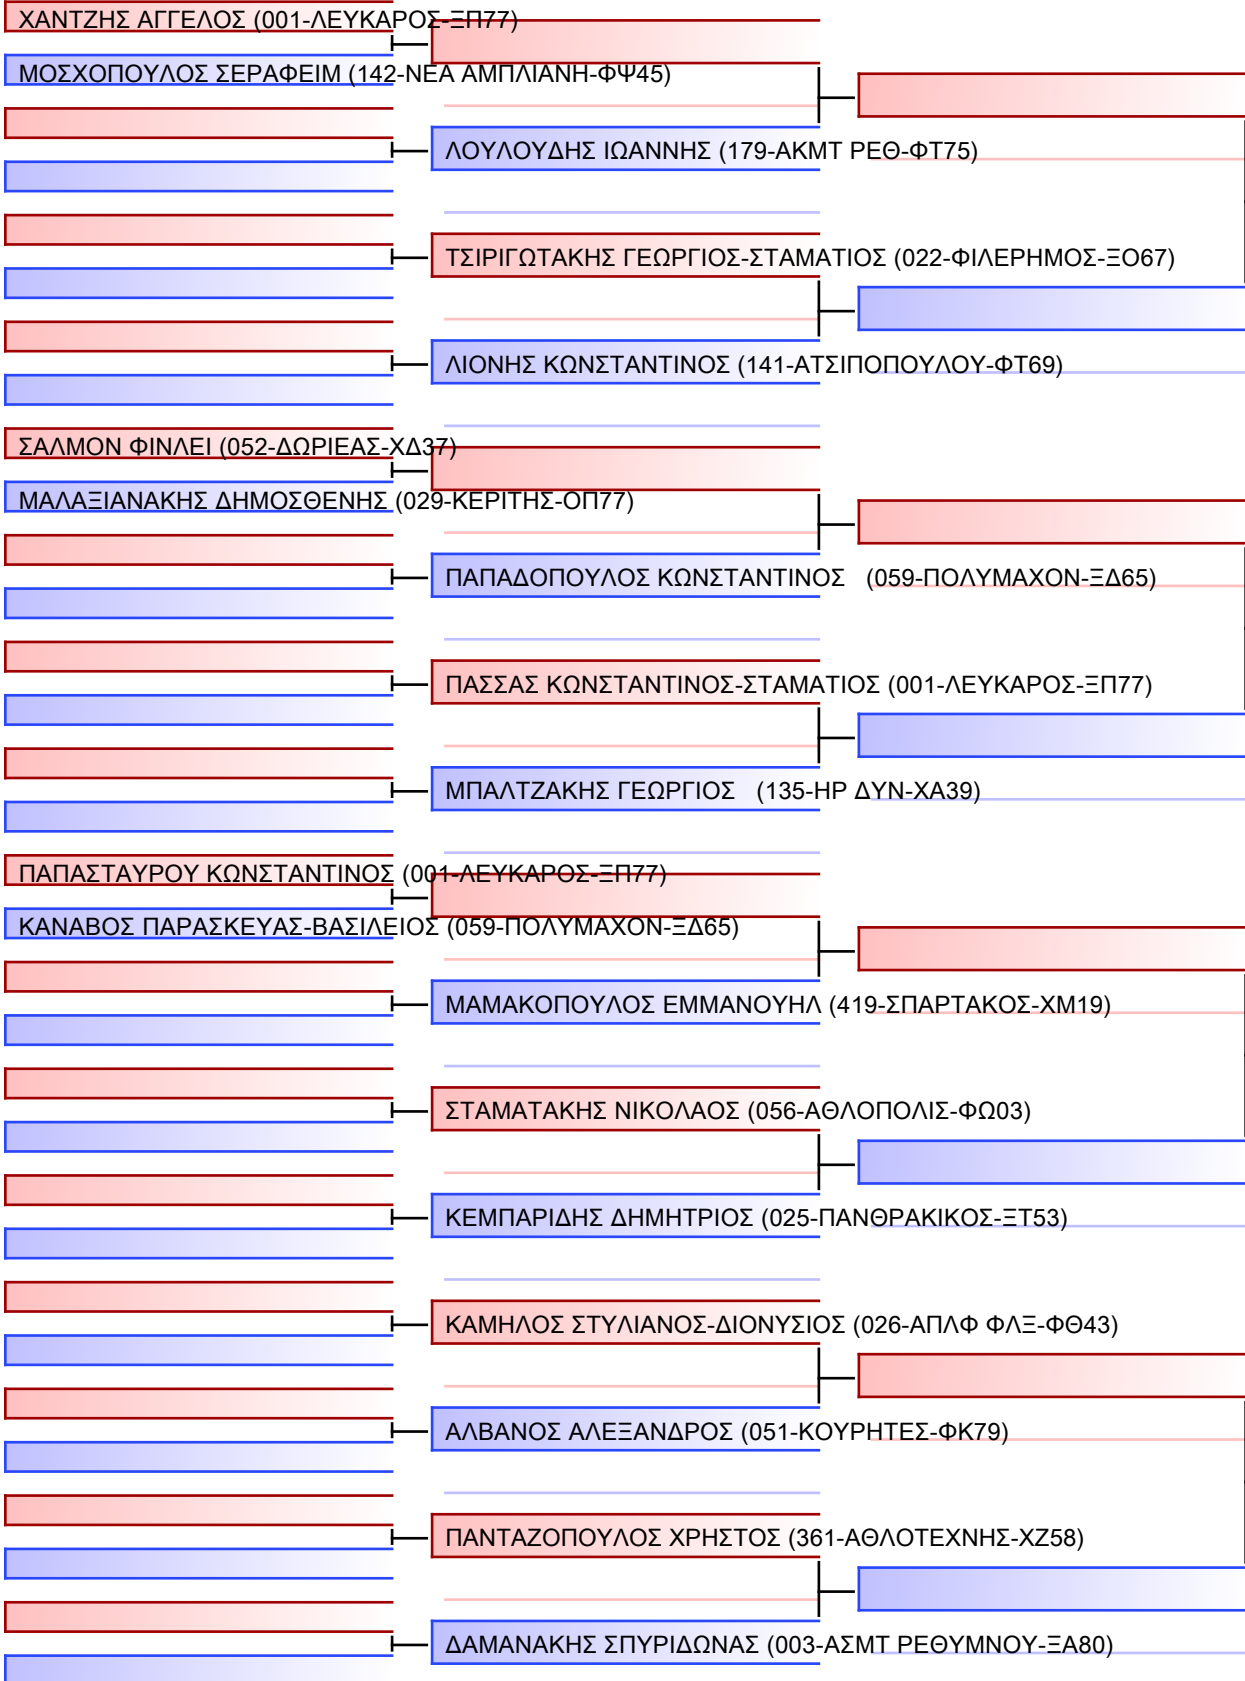 ΧΑΝΤΖΗΣ ΑΓΓΕΛΟΣ (001-ΛΕΥΚΑΡΟΣ-ΞΠ77)
ΜΟΣΧΟΠΟΥΛΟΣ ΣΕΡΑΦΕΙΜ (142-ΝΕΑ ΑΜΠΛΙΑΝΗ-ΦΨ45)
ΛΟΥΛΟΥΔΗΣ ΙΩΑΝΝΗΣ (179-ΑΚΜΤ ΡΕΘ-ΦΤ75)
ΤΣΙΡΙΓΩΤΑΚΗΣ ΓΕΩΡΓΙΟΣ-ΣΤΑΜΑΤΙΟΣ (022-ΦΙΛΕΡΗΜΟΣ-ΞΟ67)
ΛΙΟΝΗΣ ΚΩΝΣΤΑΝΤΙΝΟΣ (141-ΑΤΣΙΠΟΠΟΥΛΟΥ-ΦΤ69)
ΣΑΛΜΟΝ ΦΙΝΛΕΙ (052-ΔΩΡΙΕΑΣ-ΧΔ37)
ΜΑΛΑΞΙΑΝΑΚΗΣ ΔΗΜΟΣΘΕΝΗΣ (029-ΚΕΡΙΤΗΣ-ΟΠ77)
ΠΑΠΑΔΟΠΟΥΛΟΣ ΚΩΝΣΤΑΝΤΙΝΟΣ   (059-ΠΟΛΥΜΑΧΟΝ-ΞΔ65)
ΠΑΣΣΑΣ ΚΩΝΣΤΑΝΤΙΝΟΣ-ΣΤΑΜΑΤΙΟΣ (001-ΛΕΥΚΑΡΟΣ-ΞΠ77)
ΜΠΑΛΤΖΑΚΗΣ ΓΕΩΡΓΙΟΣ   (135-ΗΡ ΔΥΝ-ΧΑ39)
ΠΑΠΑΣΤΑΥΡΟΥ ΚΩΝΣΤΑΝΤΙΝΟΣ (001-ΛΕΥΚΑΡΟΣ-ΞΠ77)
ΚΑΝΑΒΟΣ ΠΑΡΑΣΚΕΥΑΣ-ΒΑΣΙΛΕΙΟΣ (059-ΠΟΛΥΜΑΧΟΝ-ΞΔ65)
ΜΑΜΑΚΟΠΟΥΛΟΣ ΕΜΜΑΝΟΥΗΛ (419-ΣΠΑΡΤΑΚΟΣ-ΧΜ19)
ΣΤΑΜΑΤΑΚΗΣ ΝΙΚΟΛΑΟΣ (056-ΑΘΛΟΠΟΛΙΣ-ΦΩ03)
ΚΕΜΠΑΡΙΔΗΣ ΔΗΜΗΤΡΙΟΣ (025-ΠΑΝΘΡΑΚΙΚΟΣ-ΞΤ53)
ΚΑΜΗΛΟΣ ΣΤΥΛΙΑΝΟΣ-ΔΙΟΝΥΣΙΟΣ (026-ΑΠΛΦ ΦΛΞ-ΦΘ43)
ΑΛΒΑΝΟΣ ΑΛΕΞΑΝΔΡΟΣ (051-ΚΟΥΡΗΤΕΣ-ΦΚ79)
ΠΑΝΤΑΖΟΠΟΥΛΟΣ ΧΡΗΣΤΟΣ (361-ΑΘΛΟΤΕΧΝΗΣ-ΧΖ58)
ΔΑΜΑΝΑΚΗΣ ΣΠΥΡΙΔΩΝΑΣ (003-ΑΣΜΤ ΡΕΘΥΜΝΟΥ-ΞΑ80)